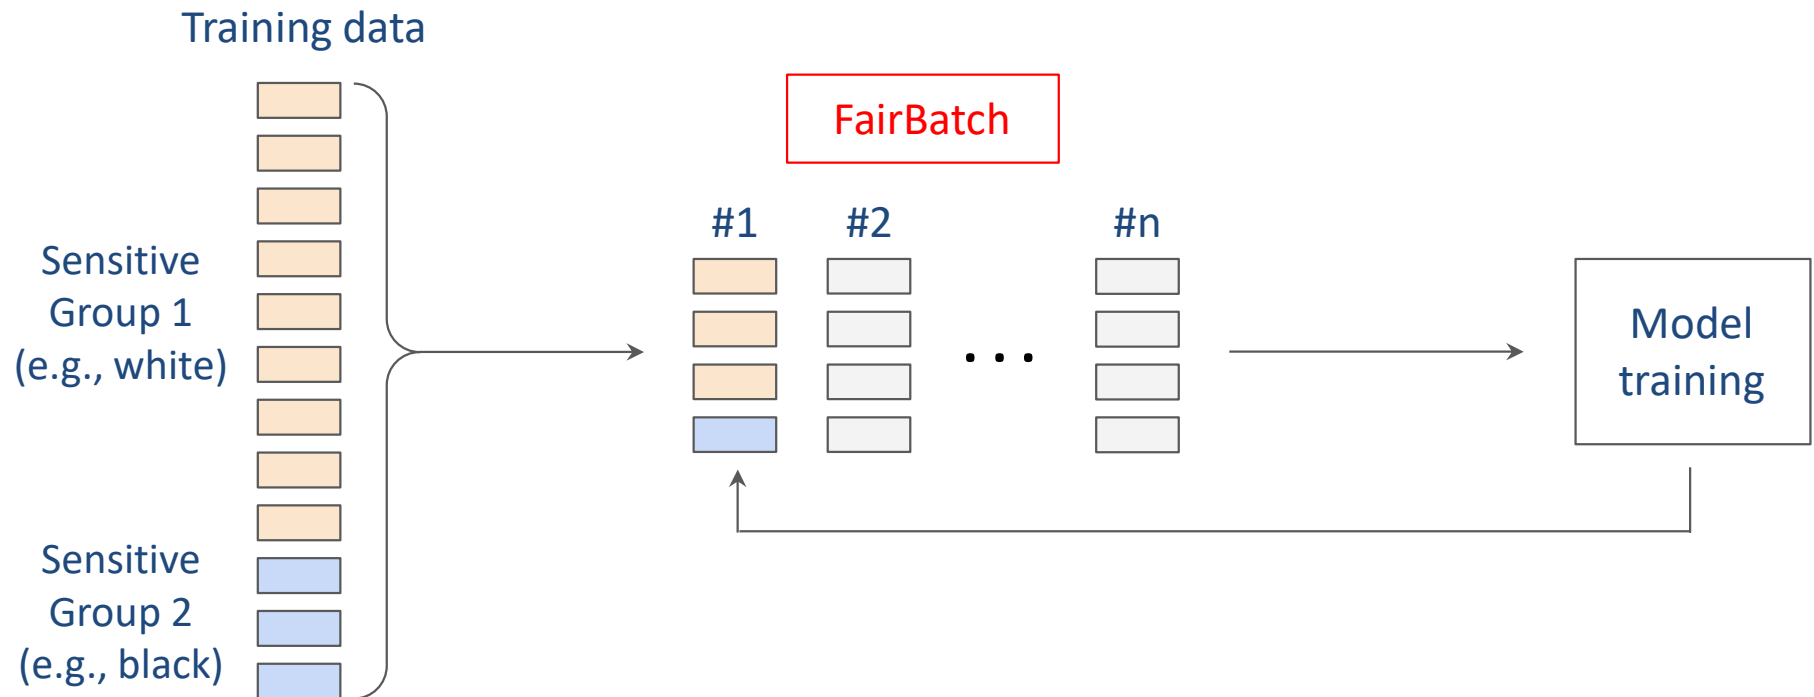 Training data
Sensitive
Group 1
(e.g., white)
Sensitive
Group 2
(e.g., black)
FairBatch
#1
#2
. . .
#n
Model
training